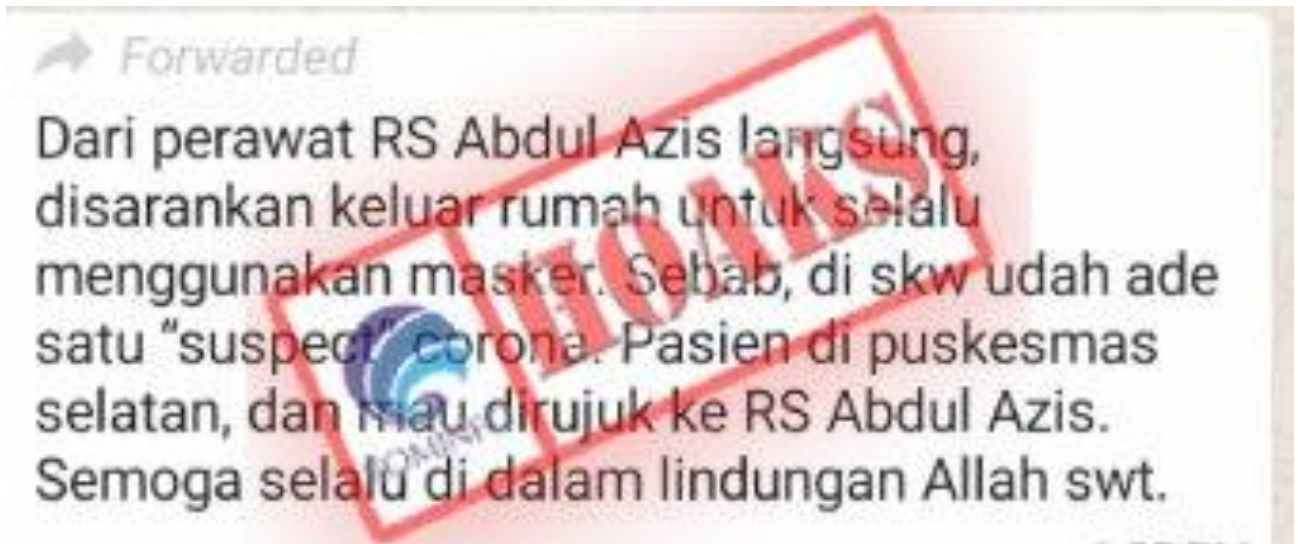 Forwarded
Dari perawat RS Abdul Azis langsung,
disarankan keluar rumah untuk selalu
menggunakan masker. Sebab, di skw udah ade
satu "suspect" corona. Pasien di puskesmas
selatan, dan mau dirujuk ke RS Abdul Azis.
Semoga selalu di dalam lindungan Allah swt.
HOAKS
KOMINFO